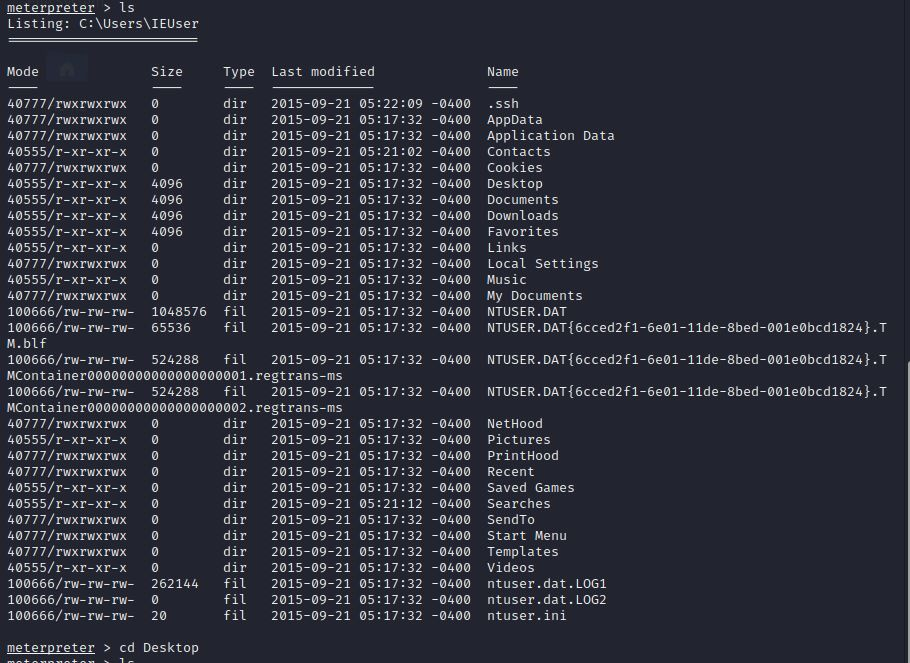 meterpreter > ls
Listing: C:\Users\IEUser
========================
Mode Size Type Last modified Name
---- ---- ---- ------------- ----
40777/rwxrwxrwx 0 dir 2015-09-21 05:22:09 -0400 .ssh
40777/rwxrwxrwx 0 dir 2015-09-21 05:17:32 -0400 AppData
40777/rwxrwxrwx 0 dir 2015-09-21 05:17:32 -0400 Application Data
40555/r-xr-xr-x 0 dir 2015-09-21 05:21:02 -0400 Contacts
40777/rwxrwxrwx 0 dir 2015-09-21 05:17:32 -0400 Cookies
40555/r-xr-xr-x 4096 dir 2015-09-21 05:17:32 -0400 Desktop
40555/r-xr-xr-x 4096 dir 2015-09-21 05:17:32 -0400 Documents
40555/r-xr-xr-x 4096 dir 2015-09-21 05:17:32 -0400 Downloads
40555/r-xr-xr-x 4096 dir 2015-09-21 05:17:32 -0400 Favorites
40555/r-xr-xr-x 0 dir 2015-09-21 05:17:32 -0400 Links
40777/rwxrwxrwx 0 dir 2015-09-21 05:17:32 -0400 Local Settings
40555/r-xr-xr-x 0 dir 2015-09-21 05:17:32 -0400 Music
40777/rwxrwxrwx 0 dir 2015-09-21 05:17:32 -0400 My Documents
100666/rw-rw-rw- 1048576 fil 2015-09-21 05:17:32 -0400 NTUSER.DAT
100666/rw-rw-rw- 65536 fil 2015-09-21 05:17:32 -0400 NTUSER.DAT{6cced2f1-6e01-11de-8bed-001e0bcd1824}.T
M.blf
100666/rw-rw-rw- 524288 fil 2015-09-21 05:17:32 -0400 NTUSER.DAT{6cced2f1-6e01-11de-8bed-001e0bcd1824}.T
MContainer00000000000000000001.regtrans-ms
100666/rw-rw-rw- 524288 fil 2015-09-21 05:17:32 -0400 NTUSER.DAT{6cced2f1-6e01-11de-8bed-001e0bcd1824}.T
MContainer00000000000000000002.regtrans-ms
40777/rwxrwxrwx 0 dir 2015-09-21 05:17:32 -0400 NetHood
40555/r-xr-xr-x 0 dir 2015-09-21 05:17:32 -0400 Pictures
40777/rwxrwxrwx 0 dir 2015-09-21 05:17:32 -0400 PrintHood
40777/rwxrwxrwx 0 dir 2015-09-21 05:17:32 -0400 Recent
40555/r-xr-xr-x 0 dir 2015-09-21 05:17:32 -0400 Saved Games
40555/r-xr-xr-x 0 dir 2015-09-21 05:21:12 -0400 Searches
40777/rwxrwxrwx 0 dir 2015-09-21 05:17:32 -0400 SendTo
40777/rwxrwxrwx 0 dir 2015-09-21 05:17:32 -0400 Start Menu
40777/rwxrwxrwx 0 dir 2015-09-21 05:17:32 -0400 Templates
40555/r-xr-xr-x 0 dir 2015-09-21 05:17:32 -0400 Videos
100666/rw-rw-rw- 262144 fil 2015-09-21 05:17:32 -0400 ntuser.dat.LOG1
100666/rw-rw-rw- 0 fil 2015-09-21 05:17:32 -0400 ntuser.dat.LOG2
100666/rw-rw-rw- 20 fil 2015-09-21 05:17:32 -0400 ntuser.ini
meterpreter > cd Desktop
meterpreter > ls